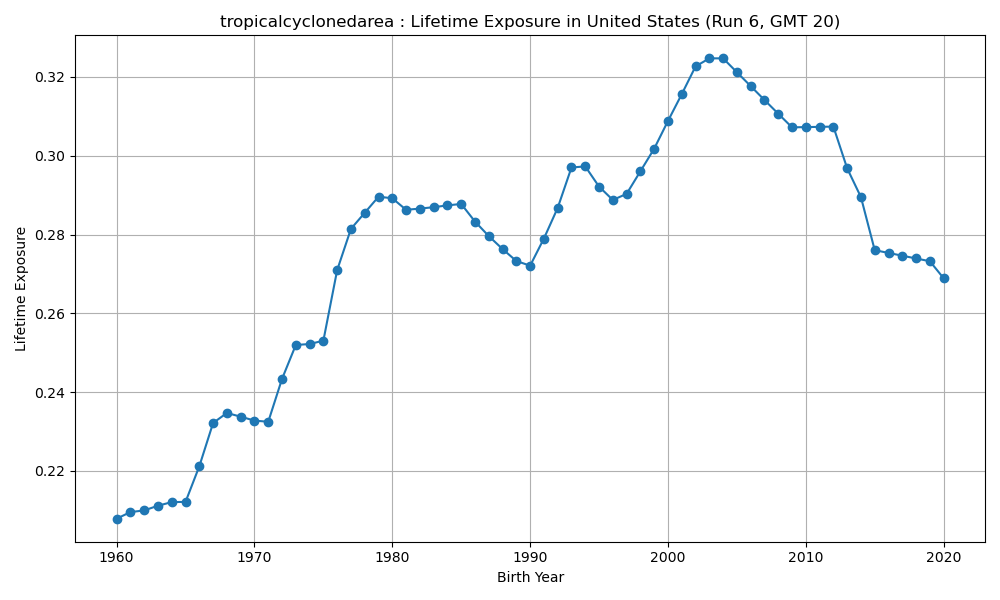 tropicalcyclonedarea : Lifetime Exposure in United States (Run 6, GMT 20)
Lifetime Exposure
0.32
0.30
0.28
0.26
0.24
0.22
1960 1970 1980 1990 2000 2010 2020
Birth Year